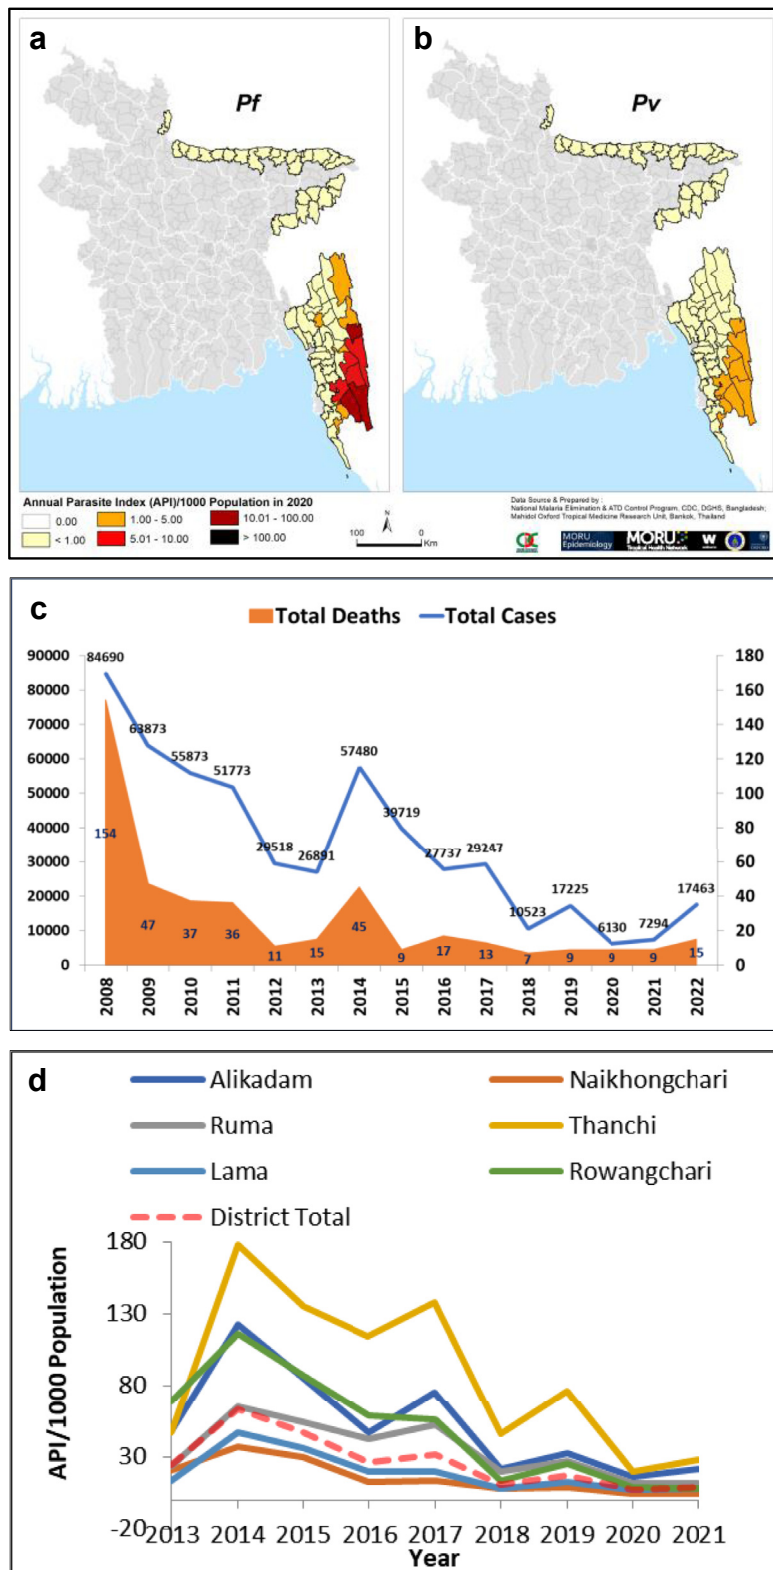 a
b
Pf
Pv
Annual Parasite Index (API)/1000 Population in 2020
0.00
1.00 - 5.00
10.01 - 100.00
< 1.00
5.01 - 10.00
> 100.00
N
100
0
Km
Data Source & Prepared by :
National Malaria Elimination & ATD Control Program, CDC, DGHS, Bangladesh;
Mahidol Oxford Tropical Medicine Research Unit, Bankok, Thailand
MORU
Epidemiology
MORU
Tropical Health Network
W
c
Total Deaths
Total Cases
90000
80000
70000
60000
50000
40000
30000
20000
10000
0
180
160
140
120
100
80
60
40
20
0
84690
63873
55873
51773
29518
26891
57480
39719
27737
29247
10523
17225
6130
7294
17463
154
47
37
36
11
15
45
9
17
13
7
9
9
9
15
2008
2009
2010
2011
2012
2013
2014
2015
2016
2017
2018
2019
2020
2021
2022
d
Alikadam
Naikhongchari
Ruma
Thanchi
Lama
Rowangchari
District Total
API/1000 Population
180
130
80
30
-20
2013 2014 2015 2016 2017 2018 2019 2020 2021
Year